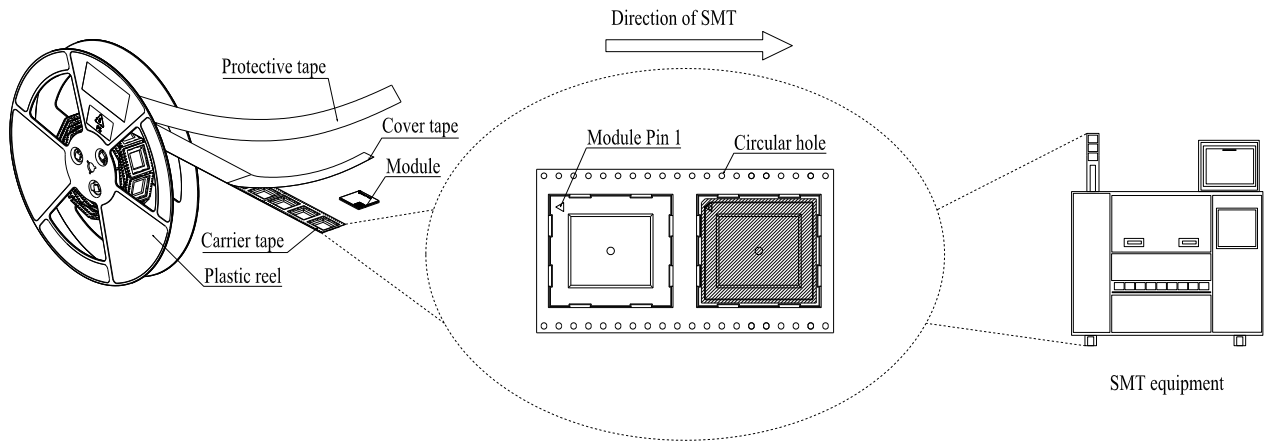 Direction of SMT
Protective tape
Cover tape
Module
Module Pin 1
Circular hole
Carrier tape
Plastic reel
SMT equipment